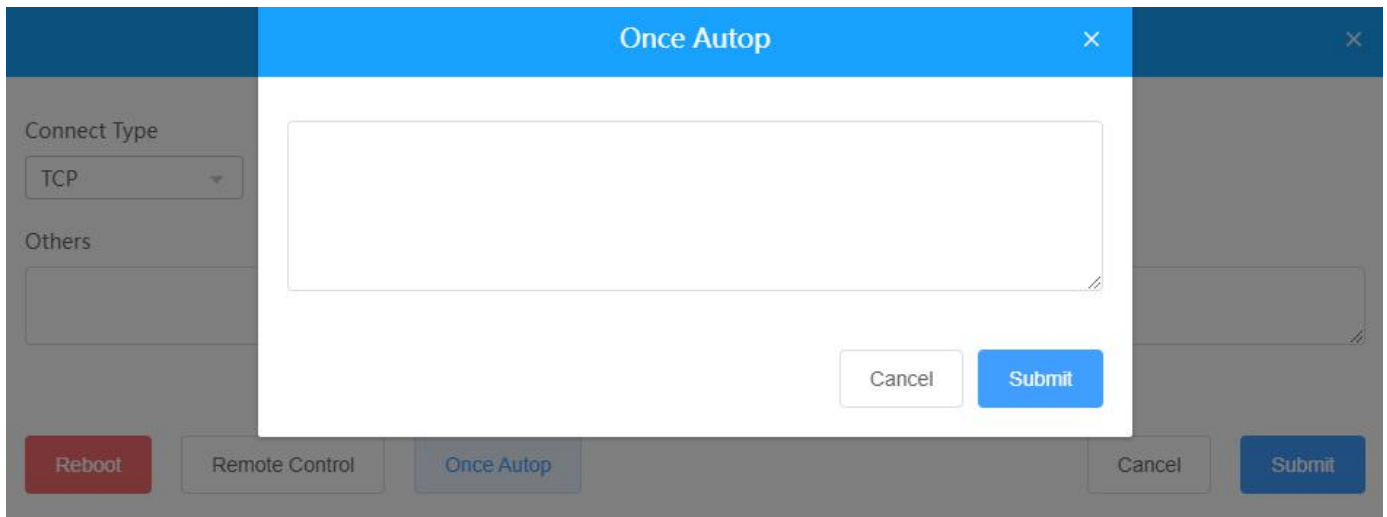 Once Autop
Connect Type
TCP
Others
Cancel
Submit
Reboot
Remote Control
Once Autop
Cancel
Submit